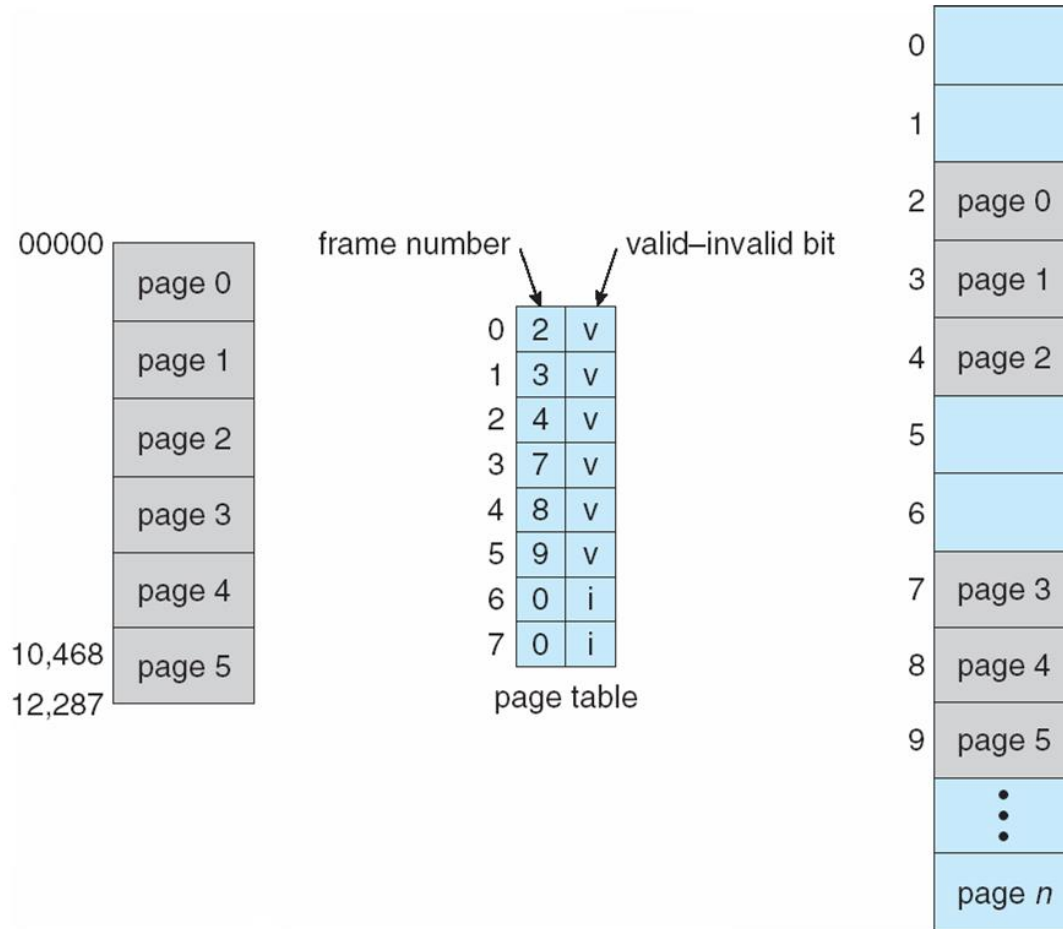 00000
page 0
page 1
page 2
page 3
page 4
10,468
page 5
12,287
frame number
valid–invalid bit
0 2 v
1 3 v
2 4 v
3 7 v
4 8 v
5 9 v
6 0 i
7 0 i
page table
0
1
2 page 0
3 page 1
4 page 2
5
6
7 page 3
8 page 4
9 page 5
page n